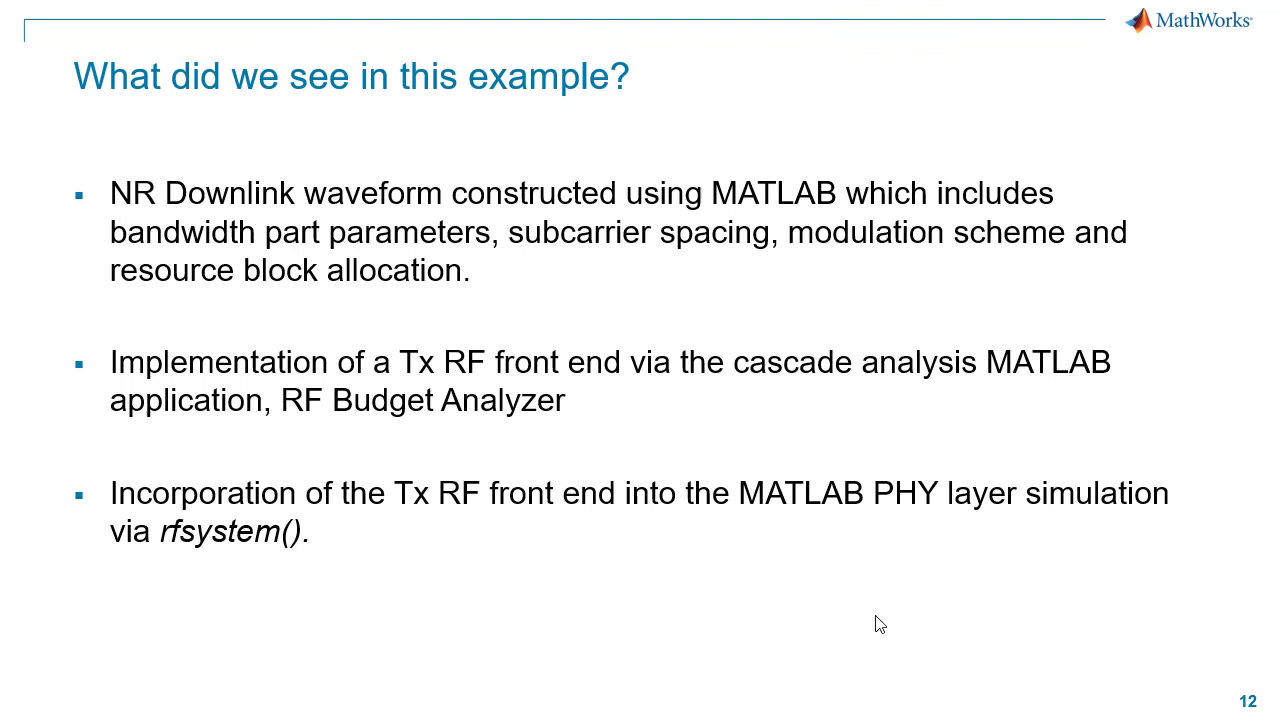 MathWorks®
What did we see in this example?
▪ NR Downlink waveform constructed using MATLAB which includes
bandwidth part parameters, subcarrier spacing, modulation scheme and
resource block allocation.
▪ Implementation of a Tx RF front end via the cascade analysis MATLAB
application, RF Budget Analyzer
▪ Incorporation of the Tx RF front end into the MATLAB PHY layer simulation
via rfsystem().
12